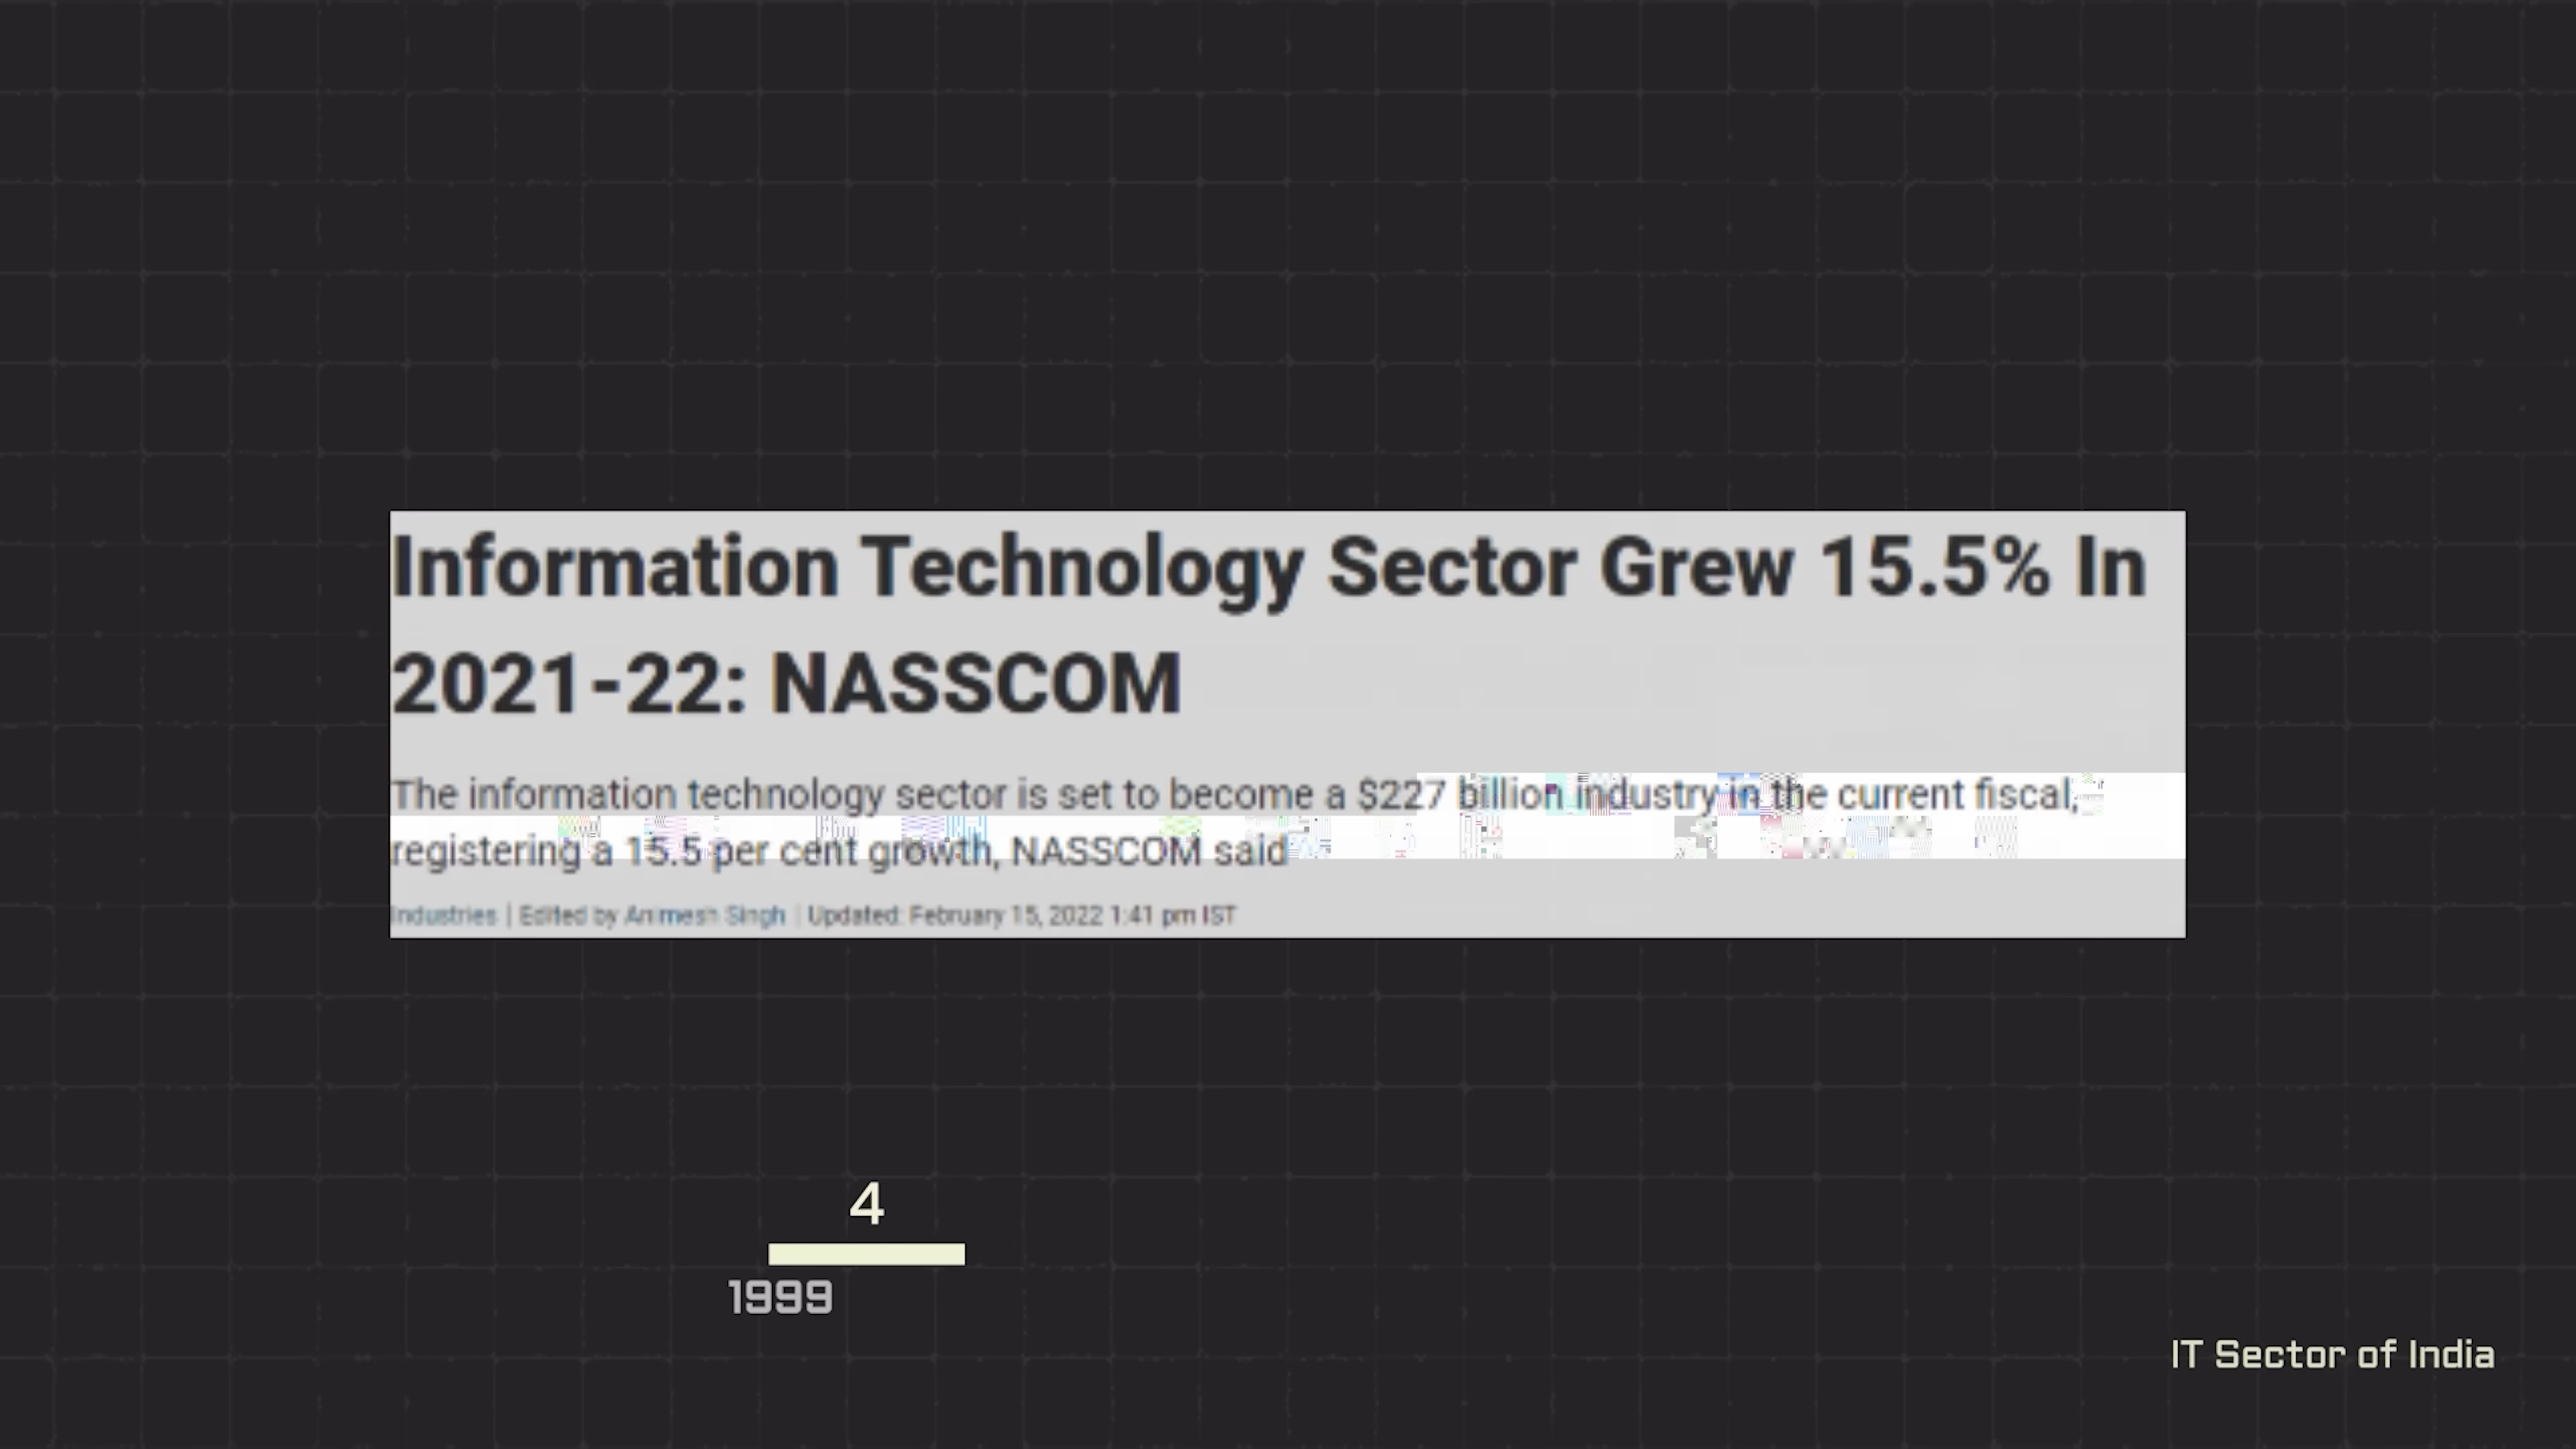 Information Technology Sector Grew 15.5% In
2021-22: NASSCOM
The information technology sector is set to become a $227 billion industry in the current fiscal,
registering a 15.5 per cent growth, NASSCOM said
Industries | Edited by Animesh Singh | Updated: February 15, 2022 1:41 pm IST
4
1999
IT Sector of India